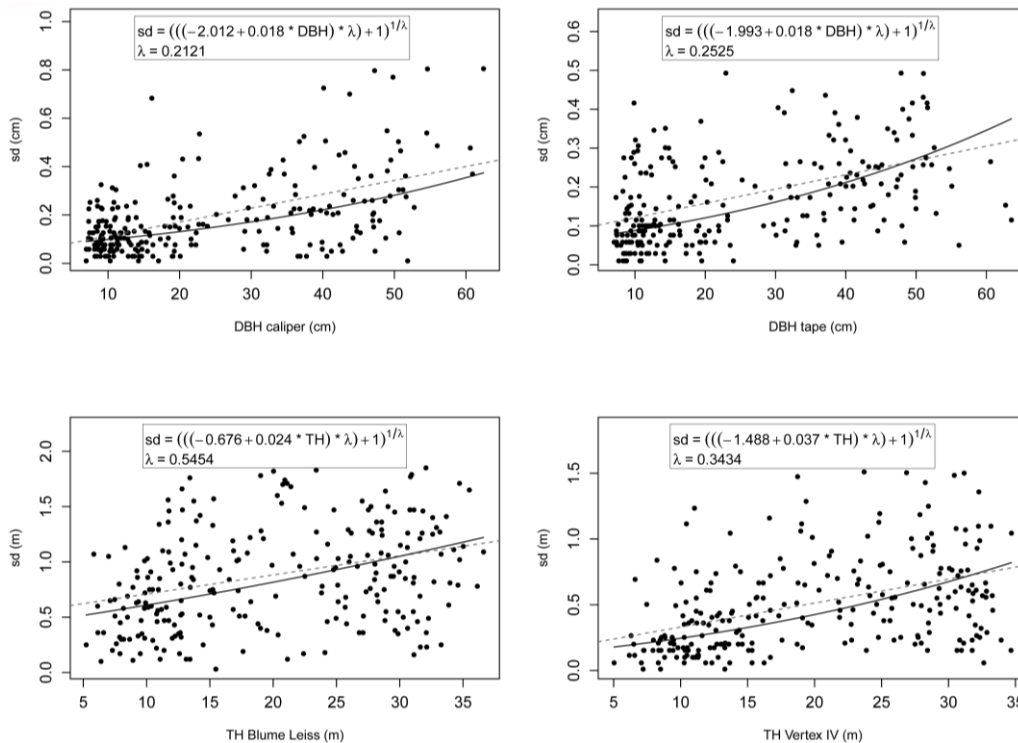 sd = (((−2.012+0.018 * DBH) * λ)+1)^1/λ
λ = 0.2121
sd (cm)
0.0 0.2 0.4 0.6 0.8 1.0
10 20 30 40 50 60
DBH caliper (cm)
sd = (((−1.993+0.018 * DBH) * λ)+1)^1/λ
λ = 0.2525
sd (cm)
0.0 0.1 0.2 0.3 0.4 0.5 0.6
10 20 30 40 50 60
DBH tape (cm)
sd = (((−0.676+0.024 * TH) * λ)+1)^1/λ
λ = 0.5454
sd (m)
0.0 0.5 1.0 1.5 2.0
5 10 15 20 25 30 35
TH Blume Leiss (m)
sd = (((−1.488+0.037 * TH) * λ)+1)^1/λ
λ = 0.3434
sd (m)
0.0 0.5 1.0 1.5
5 10 15 20 25 30 35
TH Vertex IV (m)